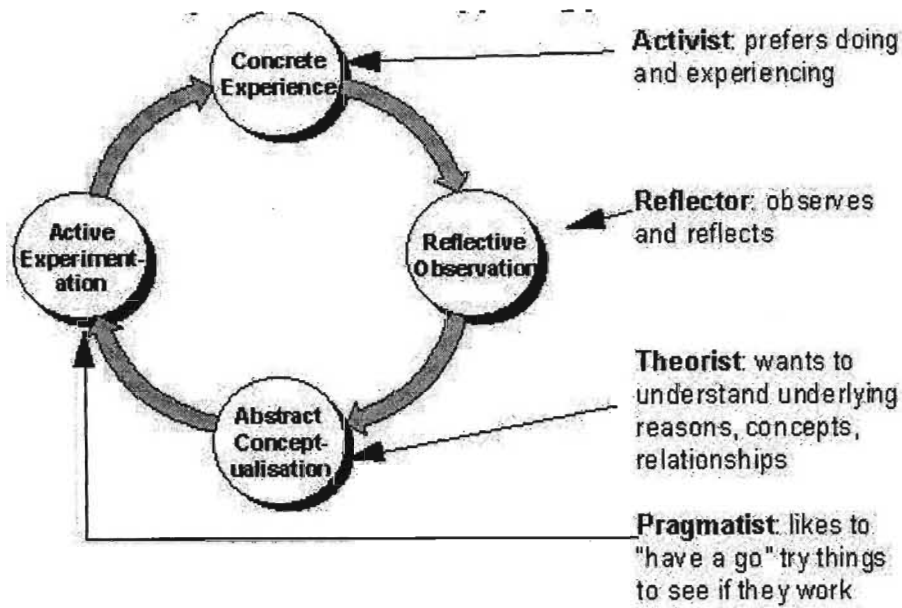 Concrete
Experience
Activist: prefers doing
and experiencing
Reflective
Observation
Reflector: observes
and reflects
Abstract
Concept-
ualisation
Theorist: wants to
understand underlying
reasons, concepts,
relationships
Active
Experiment-
ation
Pragmatist: likes to
"have a go" try things
to see if they work